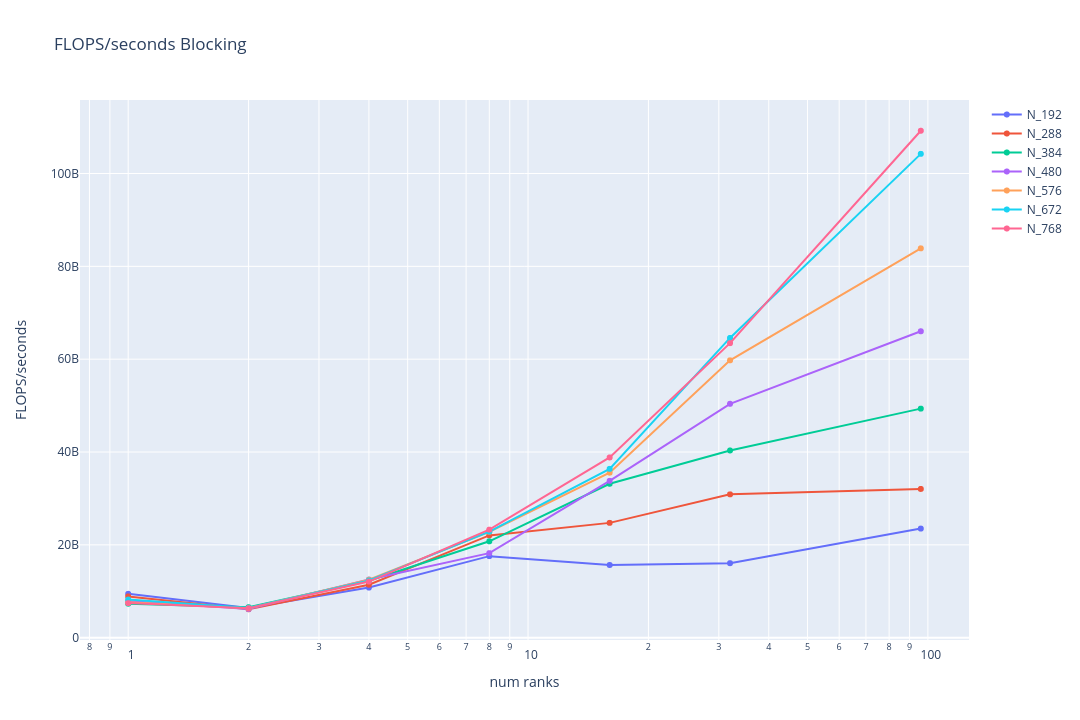 FLOPS/seconds Blocking
N_192
N_288
N_384
N_480
N_576
N_672
N_768
100B
80B
60B
40B
20B
0
FLOPS/seconds
8 9 2 3 4 5 6 7 8 9 2 3 4 5 6 7 8 9
1 10 100
num ranks